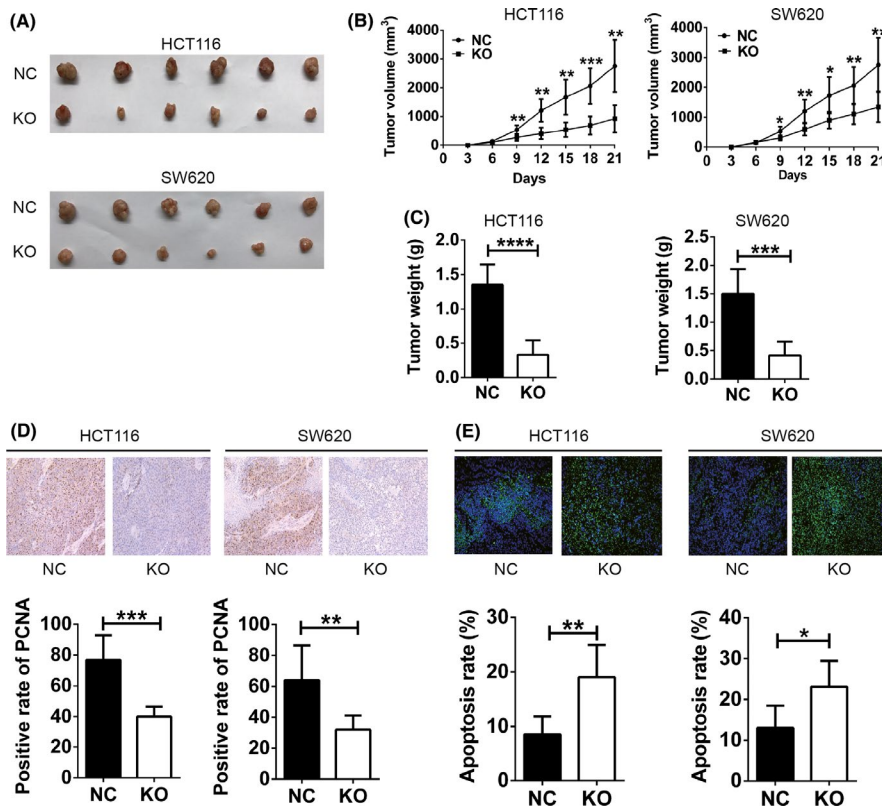 (A)
HCT116
NC
KO
SW620
NC
KO
(B)
HCT116
Tumor volume (mm³)
4000
3000
2000
1000
0
NC
KO
**
**
**
***
**
0 3 6 9 12 15 18 21
Days
SW620
Tumor volume (mm³)
4000
3000
2000
1000
0
NC
KO
*
**
*
**
**
0 3 6 9 12 15 18 21
Days
(C)
HCT116
Tumor weight (g)
2.0
1.5
1.0
0.5
0.0
****
NC KO
SW620
Tumor weight (g)
2.5
2.0
1.5
1.0
0.5
0.0
***
NC KO
(D)
HCT116
SW620
NC KO NC KO
Positive rate of PCNA
100
80
60
40
20
0
***
NC KO
Positive rate of PCNA
100
80
60
40
20
0
**
NC KO
(E)
HCT116
SW620
NC KO NC KO
Apoptosis rate (%)
30
20
10
0
**
NC KO
Apoptosis rate (%)
40
30
20
10
0
*
NC KO